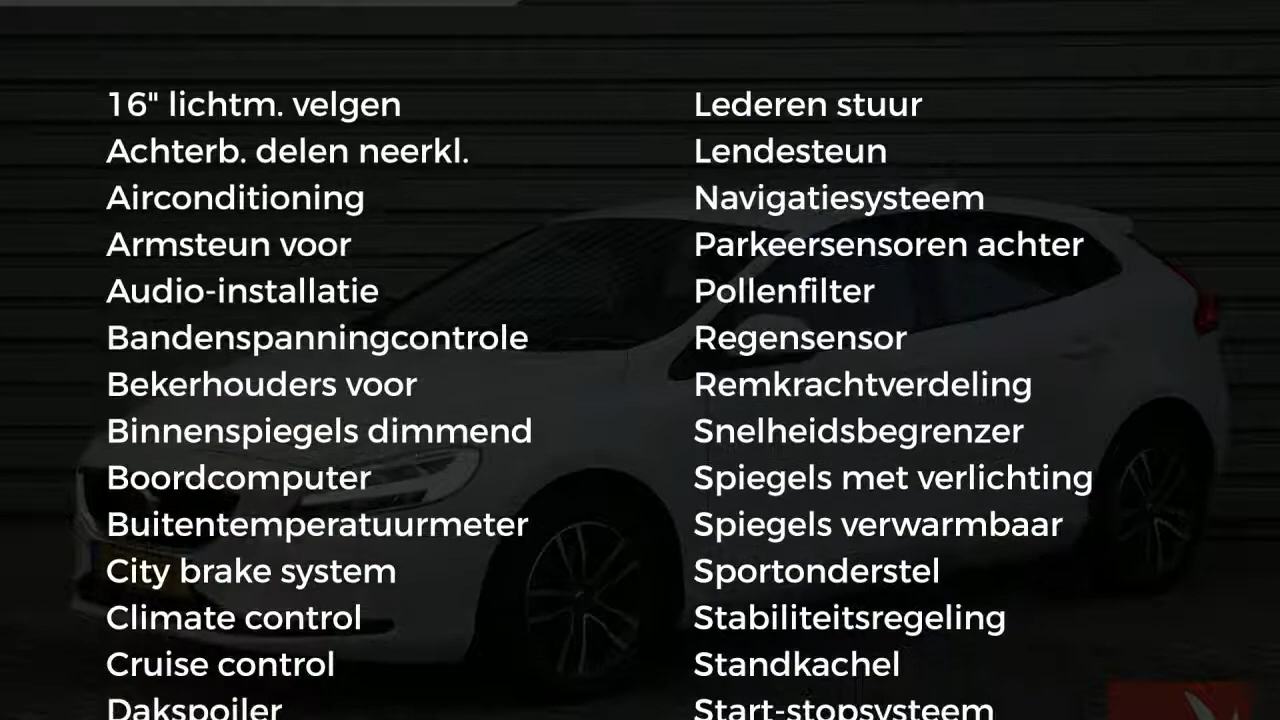 16" lichtm. velgen
Achterb. delen neerkl.
Airconditioning
Armsteun voor
Audio-installatie
Bandenspanningcontrole
Bekerhouders voor
Binnenspiegels dimmend
Boordcomputer
Buitentemperatuurmeter
City brake system
Climate control
Cruise control
Dakspoiler
Lederen stuur
Lendesteun
Navigatiesysteem
Parkeersensoren achter
Pollenfilter
Regensensor
Remkrachtverdeling
Snelheidsbegrenzer
Spiegels met verlichting
Spiegels verwarmbaar
Sportonderstel
Stabiliteitsregeling
Standkachel
Start-stopsysteem